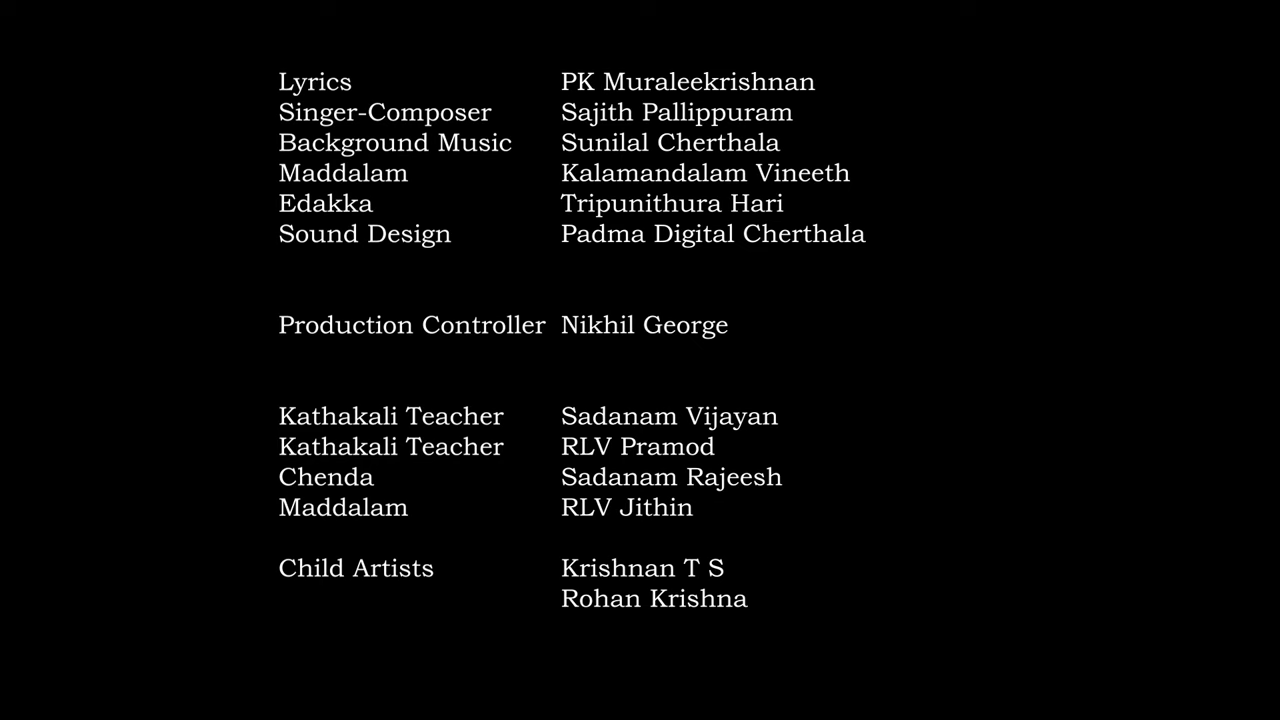 Lyrics PK Muraleekrishnan
Singer-Composer Sajith Pallippuram
Background Music Sunilal Cherthala
Maddalam Kalamandalam Vineeth
Edakka Tripunithura Hari
Sound Design Padma Digital Cherthala
Production Controller Nikhil George
Kathakali Teacher Sadanam Vijayan
Kathakali Teacher RLV Pramod
Chenda Sadanam Rajeesh
Maddalam RLV Jithin
Child Artists Krishnan T S
Rohan Krishna